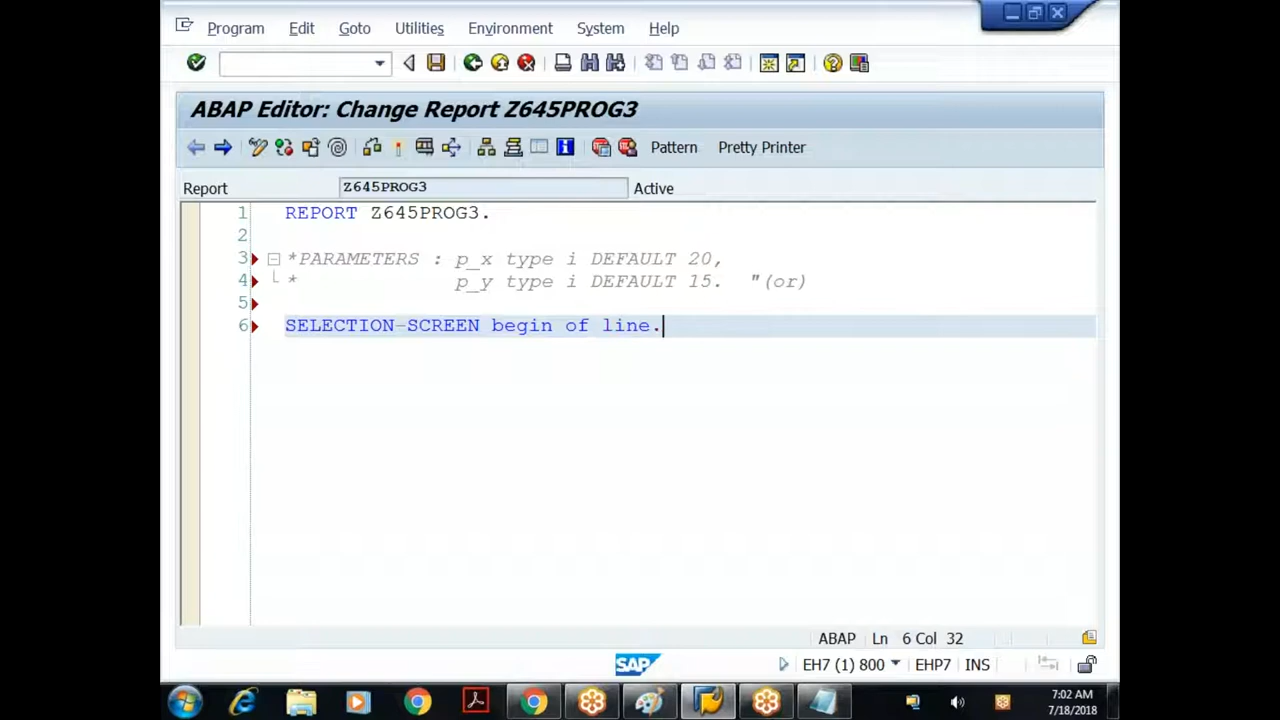 Program Edit Goto Utilities Environment System Help
ABAP Editor: Change Report Z645PROG3
Pattern Pretty Printer
Report Z645PROG3 Active
1 REPORT Z645PROG3.
2
3 *PARAMETERS : p_x type i DEFAULT 20,
4 * p_y type i DEFAULT 15. "(or)
5
6 SELECTION-SCREEN begin of line.
ABAP Ln 6 Col 32
SAP EH7 (1) 800 EHP7 INS
7:02 AM
7/18/2018